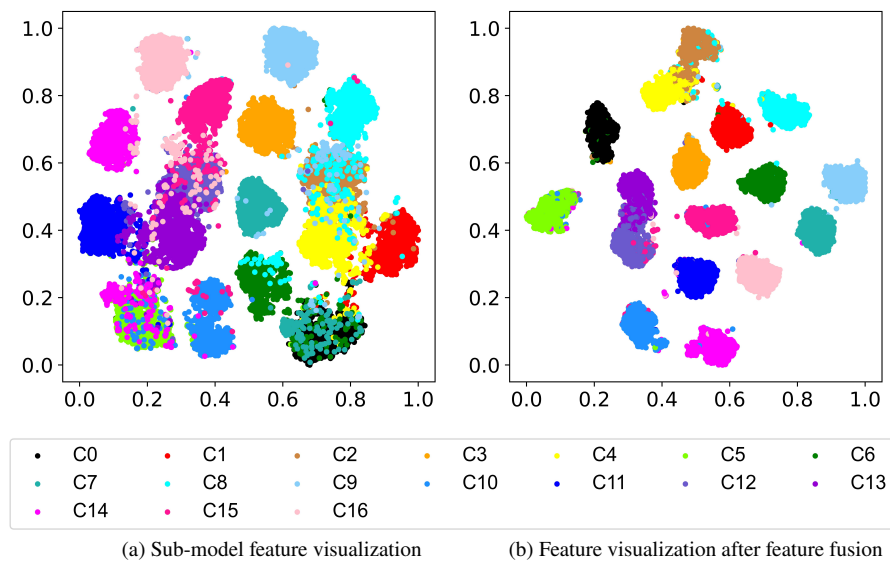 1.0
0.8
0.6
0.4
0.2
0.0
0.0 0.2 0.4 0.6 0.8 1.0
1.0
0.8
0.6
0.4
0.2
0.0
0.0 0.2 0.4 0.6 0.8 1.0
C0 C1 C2 C3 C4 C5 C6
C7 C8 C9 C10 C11 C12 C13
C14 C15 C16
(a) Sub-model feature visualization
(b) Feature visualization after feature fusion